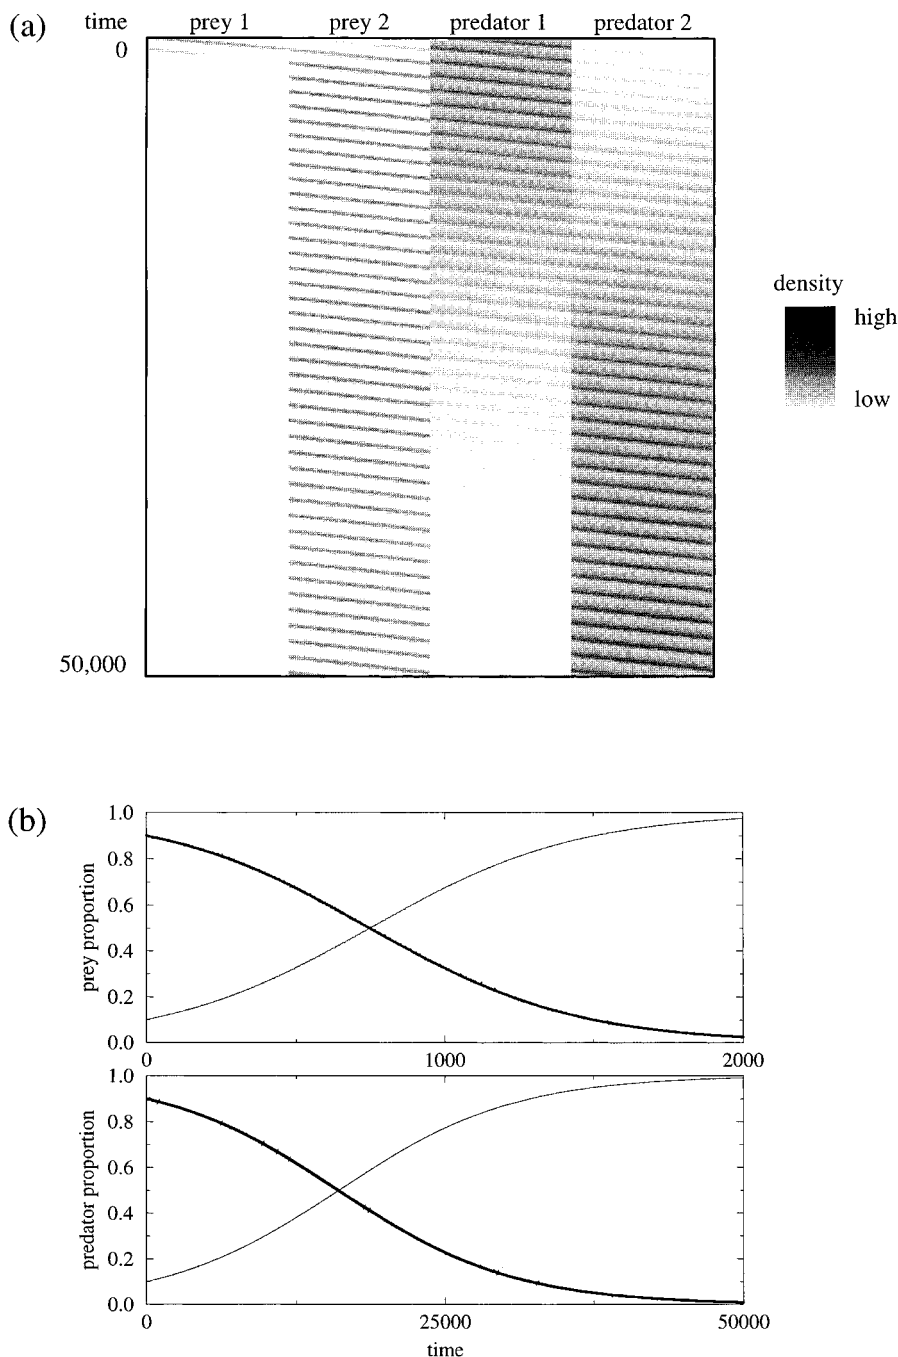 (a) time prey 1 prey 2 predator 1 predator 2
0
density
high
low
50,000
(b)
1.0
0.8
0.6
0.4
0.2
0.0
prey proportion
0 1000 2000
1.0
0.8
0.6
0.4
0.2
0.0
predator proportion
0 25000 50000
time